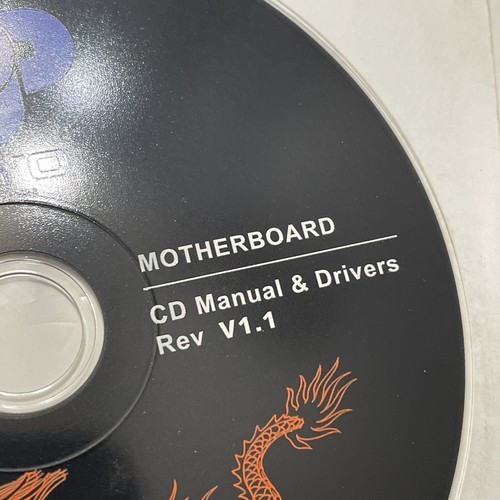 MOTHERBOARD
CD Manual & Drivers
Rev V1.1